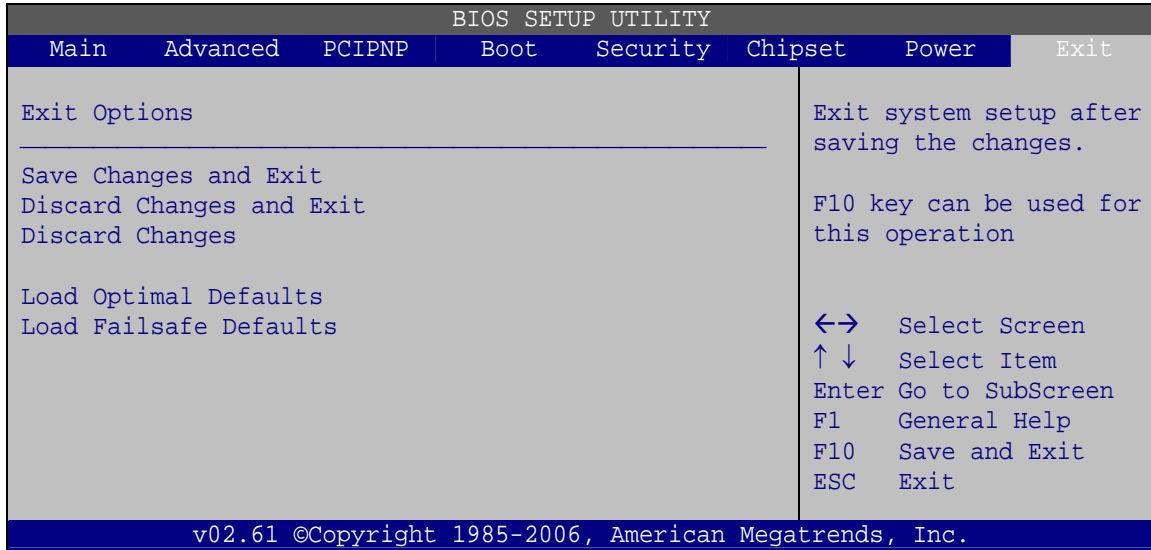 BIOS SETUP UTILITY
Main Advanced PCIPNP Boot Security Chipset Power Exit
Exit Options
Save Changes and Exit
Discard Changes and Exit
Discard Changes
Load Optimal Defaults
Load Failsafe Defaults
Exit system setup after
saving the changes.
F10 key can be used for
this operation
←→ Select Screen
↑ ↓ Select Item
Enter Go to SubScreen
F1 General Help
F10 Save and Exit
ESC Exit
v02.61 ©Copyright 1985-2006, American Megatrends, Inc.